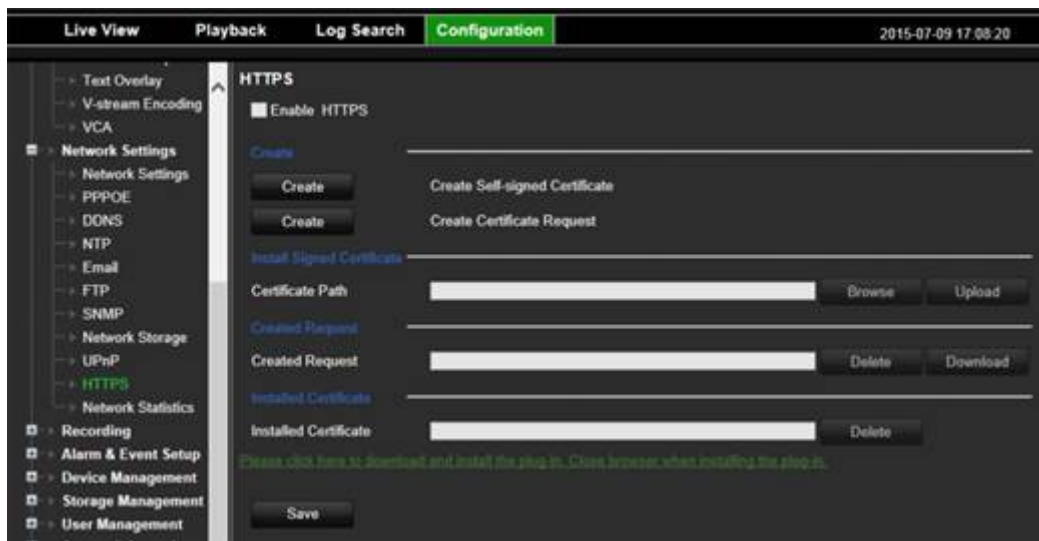 Live View Playback Log Search Configuration 2015-07-09 17:08:20
Text Overlay
V-stream Encoding
VCA
Network Settings
Network Settings
PPPOE
DDNS
NTP
Email
FTP
SNMP
Network Storage
UPnP
HTTPS
Network Statistics
Recording
Alarm & Event Setup
Device Management
Storage Management
User Management
HTTPS
Enable HTTPS
Create
Create Create Self-signed Certificate
Create Create Certificate Request
Install Signed Certificate
Certificate Path Browse Upload
Created Request
Created Request Delete Download
Installed Certificate
Installed Certificate Delete
Please click here to download and install the plug-in. Close browser when installing the plug-in.
Save